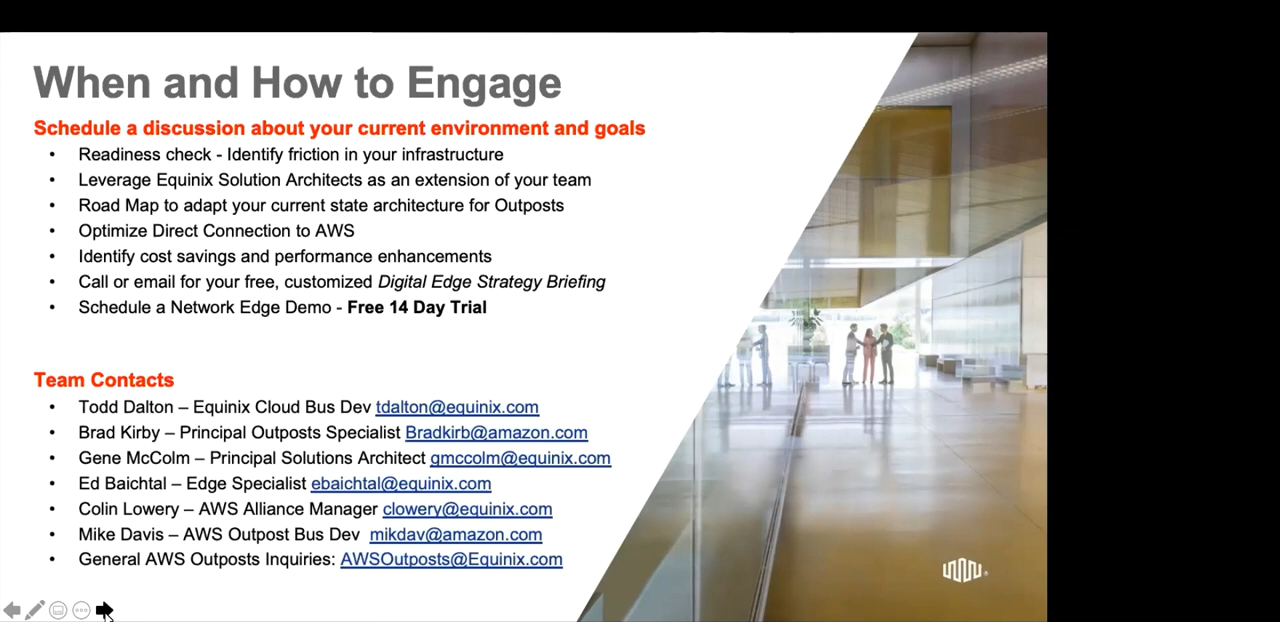 When and How to Engage
Schedule a discussion about your current environment and goals
• Readiness check - Identify friction in your infrastructure
• Leverage Equinix Solution Architects as an extension of your team
• Road Map to adapt your current state architecture for Outposts
• Optimize Direct Connection to AWS
• Identify cost savings and performance enhancements
• Call or email for your free, customized Digital Edge Strategy Briefing
• Schedule a Network Edge Demo - Free 14 Day Trial
Team Contacts
• Todd Dalton – Equinix Cloud Bus Dev tdalton@equinix.com
• Brad Kirby – Principal Outposts Specialist Bradkirb@amazon.com
• Gene McColm – Principal Solutions Architect gmccolm@equinix.com
• Ed Baichtal – Edge Specialist ebaichtal@equinix.com
• Colin Lowery – AWS Alliance Manager clowery@equinix.com
• Mike Davis – AWS Outpost Bus Dev mikdav@amazon.com
• General AWS Outposts Inquiries: AWSOutposts@Equinix.com